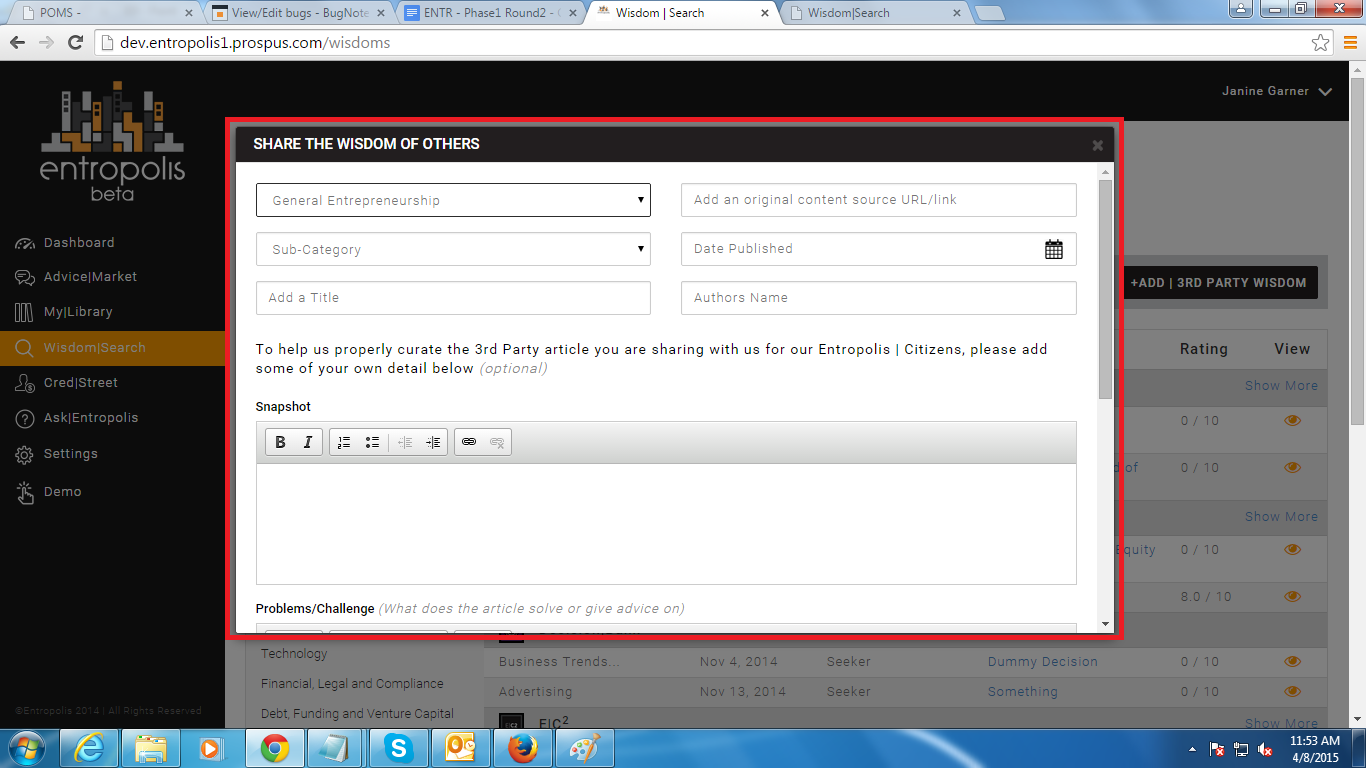 POMS -
View/Edit bugs - BugNote
ENTR - Phase1 Round2 -
Wisdom | Search
Wisdom|Search
dev.entropolis1.prospus.com/wisdoms
entropolis
beta
Janine Garner
Dashboard
Advice|Market
My|Library
Wisdom|Search
Cred|Street
Ask|Entropolis
Settings
Demo
©Entropolis 2014 | All Rights Reserved
SHARE THE WISDOM OF OTHERS
General Entrepreneurship
Add an original content source URL/link
Sub-Category
Date Published
Add a Title
Authors Name
To help us properly curate the 3rd Party article you are sharing with us for our Entropolis | Citizens, please add
some of your own detail below (optional)
Snapshot
B I
Problems/Challenge (What does the article solve or give advice on)
+ADD | 3RD PARTY WISDOM
Rating View
Show More
0 / 10
of
0 / 10
Show More
Equity
0 / 10
8.0 / 10
Technology
Financial, Legal and Compliance
Debt, Funding and Venture Capital
Business Trends... Nov 4, 2014 Seeker Dummy Decision 0 / 10
Advertising Nov 13, 2014 Seeker Something 0 / 10
EIC2 EIC² Show More
11:53 AM
4/8/2015